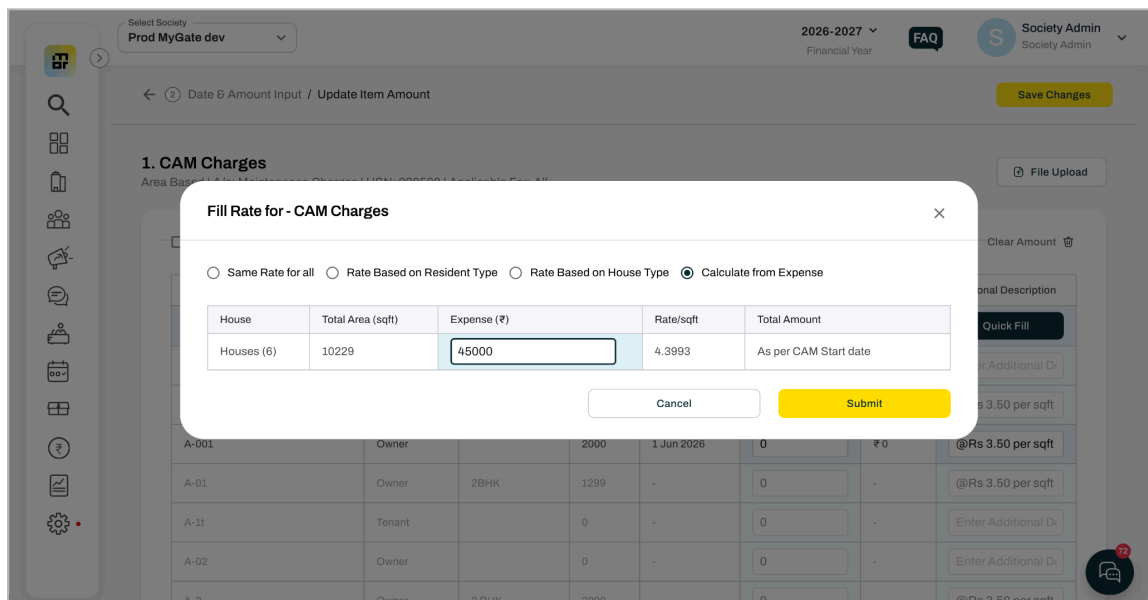 Select Society
Prod MyGate dev
2026-2027
Financial Year
FAQ
S
Society Admin
Society Admin
2 Date & Amount Input / Update Item Amount
Save Changes
1. CAM Charges
File Upload
Fill Rate for - CAM Charges
Clear Amount
Same Rate for all
Rate Based on Resident Type
Rate Based on House Type
Calculate from Expense
House
Total Area (sqft)
Expense (₹)
Rate/sqft
Total Amount
Houses (6)
10229
45000
4.3993
As per CAM Start date
Cancel
Submit
onal Description
Quick Fill
r Additional De
s 3.50 per sqft
A-001 Owner 2000 1 Jun 2026 0 ₹ 0 @Rs 3.50 per sqft
A-01 Owner 2BHK 1299 - 0 - @Rs 3.50 per sqft
A-1t Tenant 0 - 0 - Enter Additional De
A-02 Owner 0 - 0 - Enter Additional De
72